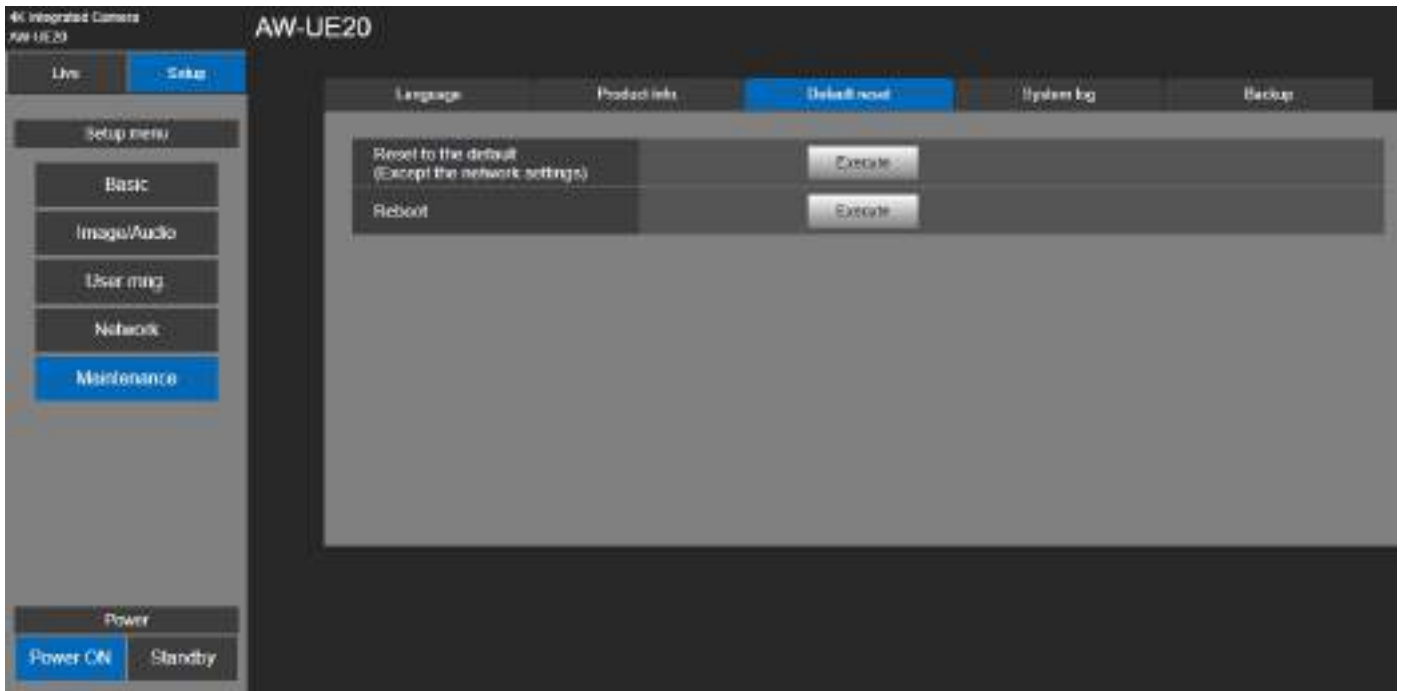 4K Integrated Camera
AW-UE20
AW-UE20
Live
Setup
Language
Product info.
Default reset
System log
Backup
Setup menu
Basic
Image/Audio
User mng.
Network
Maintenance
Reset to the default
(Except the network settings)
Execute
Reboot
Execute
Power
Power ON
Standby